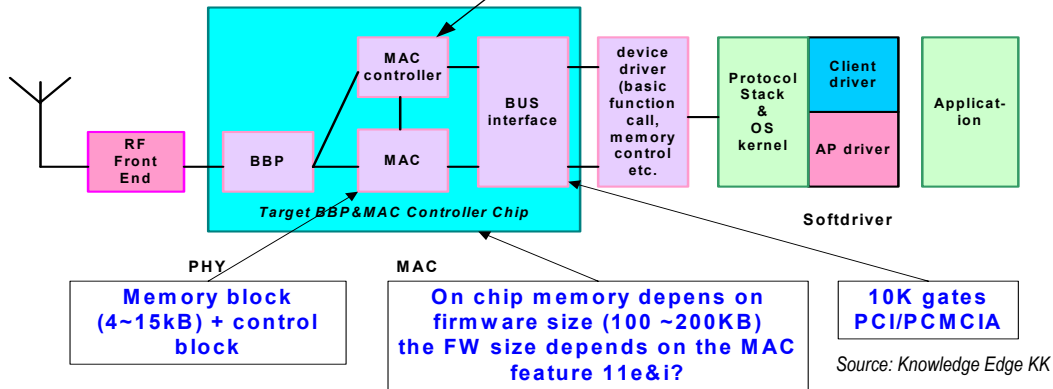 RF
Front
End
BBP
MAC
controller
MAC
BUS
interface
Target BBP&MAC Controller Chip
device
driver
(basic
function
call,
memory
control
etc.
Protocol
Stack
&
OS
kernel
Client
driver
AP driver
Applicat-
ion
Softdriver
PHY
MAC
Memory block
(4~15kB) + control
block
On chip memory depens on
firmware size (100 ~200KB)
the FW size depends on the MAC
feature 11e&i?
10K gates
PCI/PCMCIA
Source: Knowledge Edge KK